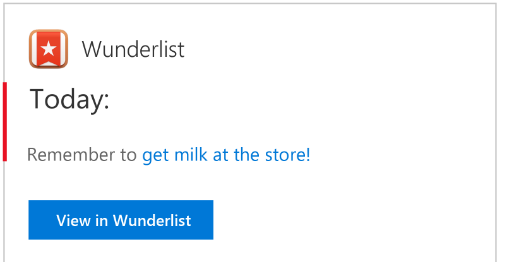 Wunderlist
Today:
Remember to get milk at the store!
View in Wunderlist